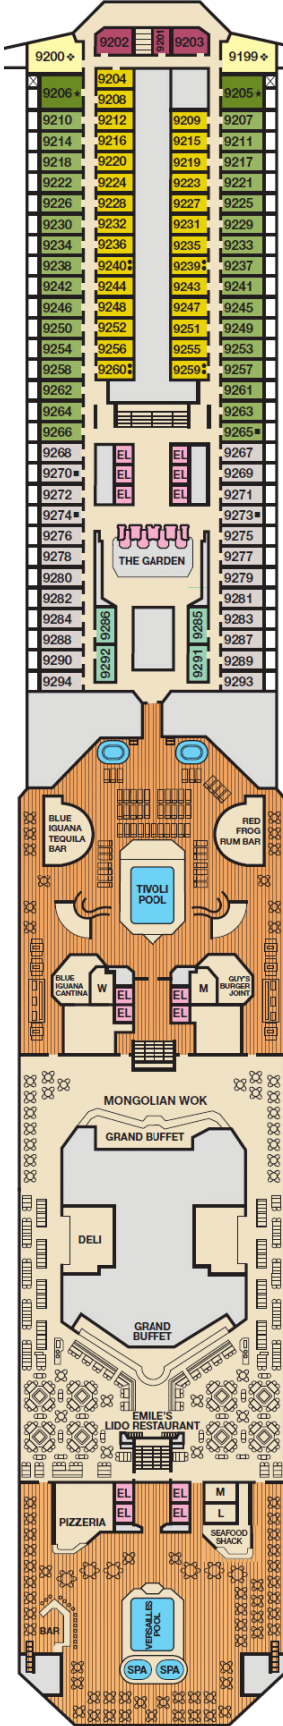 9202 9201 9203
9200 9199
9204
9206★ 9208 9205★
9210 9212 9209 9207
9214 9216 9215 9211
9218 9220 9219 9217
9222 9224 9223 9221
9226 9228 9227 9225
9230 9232 9231 9229
9234 9236 9235 9233
9238 9240 9239 9237
9242 9244 9243 9241
9246 9248 9247 9245
9250 9252 9251 9249
9254 9256 9255 9253
9258 9260 9259 9257
9262 9261
9264 9263
9266 9265■
9268 EL EL 9267
9270■ EL EL 9269
9272 EL EL 9271
9274■ 9273■
9276 9275
9278 THE GARDEN 9277
9280 9279
9282 9281
9284 9286 9285 9283
9288 9287
9290 9292 9291 9289
9294 9293
BLUE
IGUANA
TEQUILA
BAR
RED
FROG
RUM BAR
TIVOLI
POOL
BLUE
IGUANA
CANTINA
W
M
GUY'S
BURGER
JOINT
EL EL
EL EL
MONGOLIAN WOK
GRAND BUFFET
DELI
GRAND
BUFFET
EMILE'S
LIDO RESTAURANT
EL EL M
EL EL L
PIZZERIA
SEAFOOD
SHACK
BAR
VERSAILLES
POOL
SPA SPA